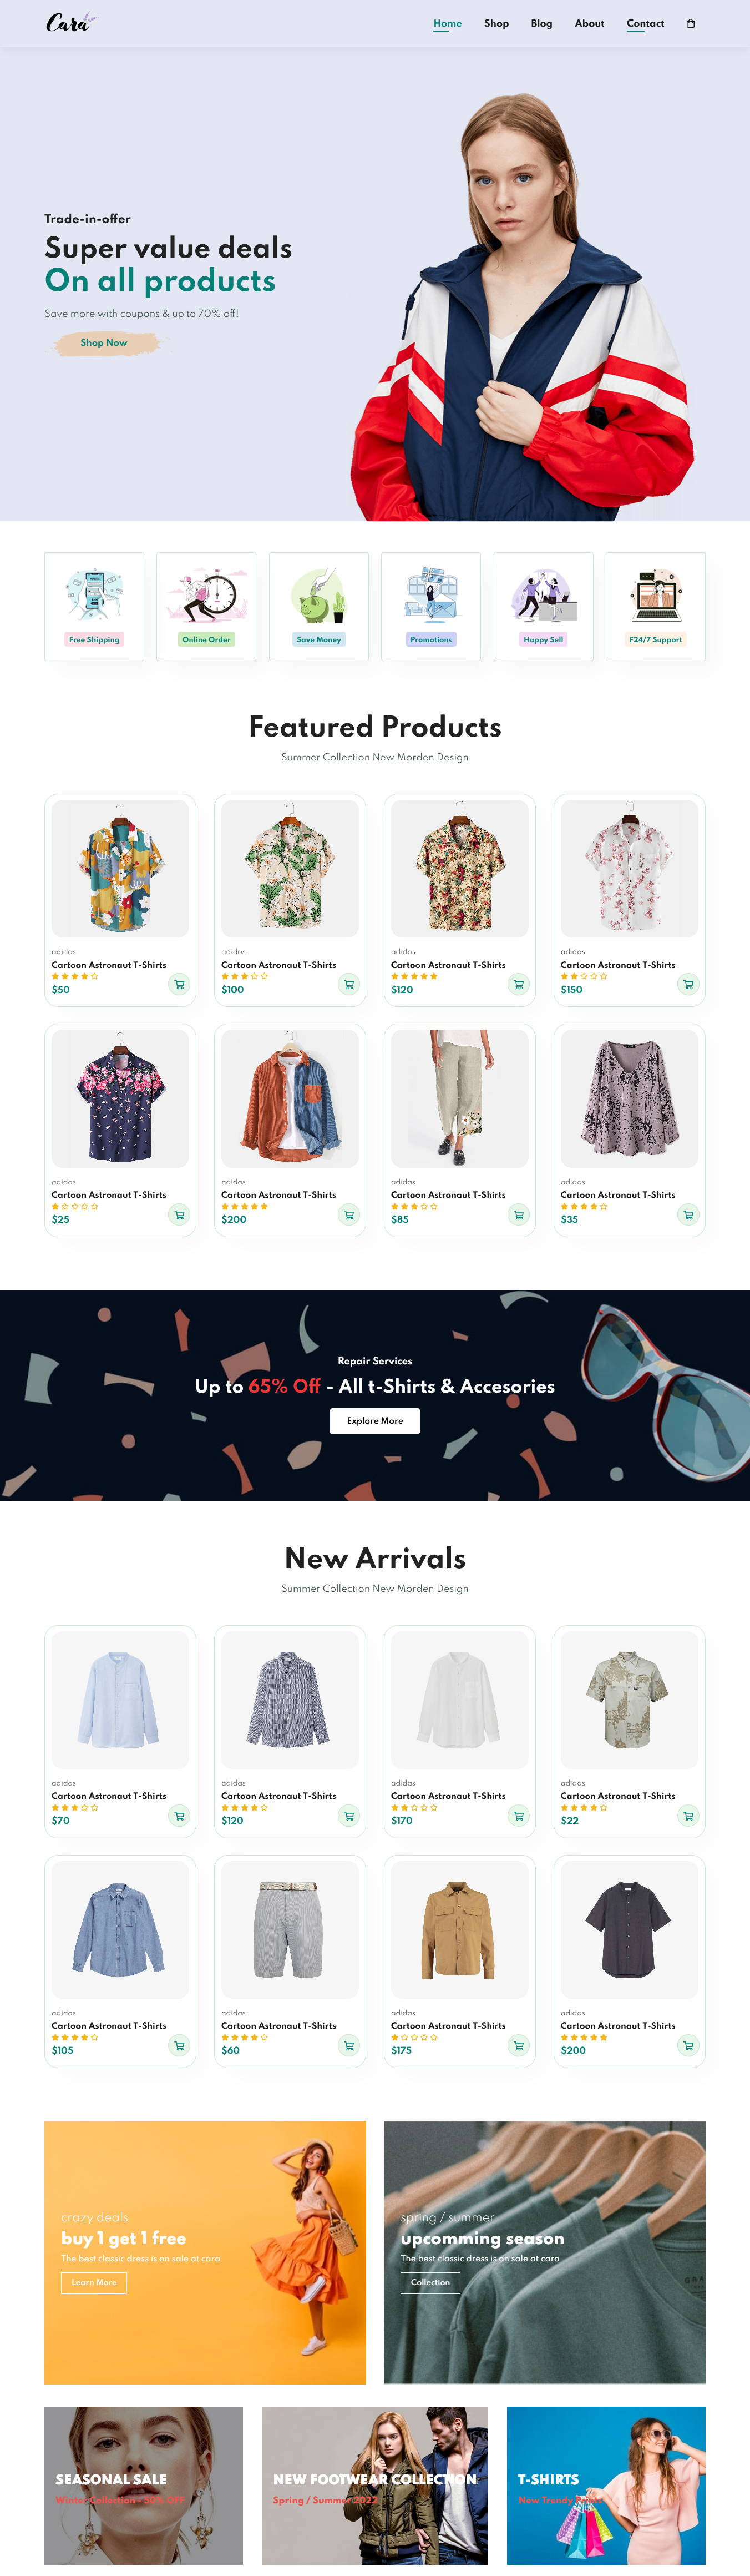 Cara
Home Shop Blog About Contact
Trade-in-offer
Super value deals
On all products
Save more with coupons & up to 70% off!
Shop Now
Free Shipping
Online Order
Save Money
Promotions
Happy Sell
F24/7 Support
Featured Products
Summer Collection New Morden Design
adidas
Cartoon Astronaut T-Shirts
$50
adidas
Cartoon Astronaut T-Shirts
$100
adidas
Cartoon Astronaut T-Shirts
$120
adidas
Cartoon Astronaut T-Shirts
$150
adidas
Cartoon Astronaut T-Shirts
$25
adidas
Cartoon Astronaut T-Shirts
$200
adidas
Cartoon Astronaut T-Shirts
$85
adidas
Cartoon Astronaut T-Shirts
$35
Repair Services
Up to 65% Off - All t-Shirts & Accesories
Explore More
New Arrivals
Summer Collection New Morden Design
adidas
Cartoon Astronaut T-Shirts
$70
adidas
Cartoon Astronaut T-Shirts
$120
adidas
Cartoon Astronaut T-Shirts
$170
adidas
Cartoon Astronaut T-Shirts
$22
adidas
Cartoon Astronaut T-Shirts
$105
adidas
Cartoon Astronaut T-Shirts
$60
adidas
Cartoon Astronaut T-Shirts
$175
adidas
Cartoon Astronaut T-Shirts
$200
crazy deals
buy 1 get 1 free
The best classic dress is on sale at cara
Learn More
spring / summer
upcomming season
The best classic dress is on sale at cara
Collection
SEASONAL SALE
Winter Collection - 50% OFF
NEW FOOTWEAR COLLECTION
Spring / Summer 2022
T-SHIRTS
New Trendy Prints